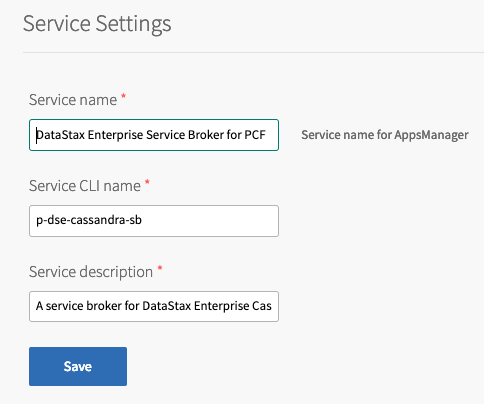 Service Settings
Service name *
DataStax Enterprise Service Broker for PCF
Service name for AppsManager
Service CLI name *
p-dse-cassandra-sb
Service description *
A service broker for DataStax Enterprise Cas
Save